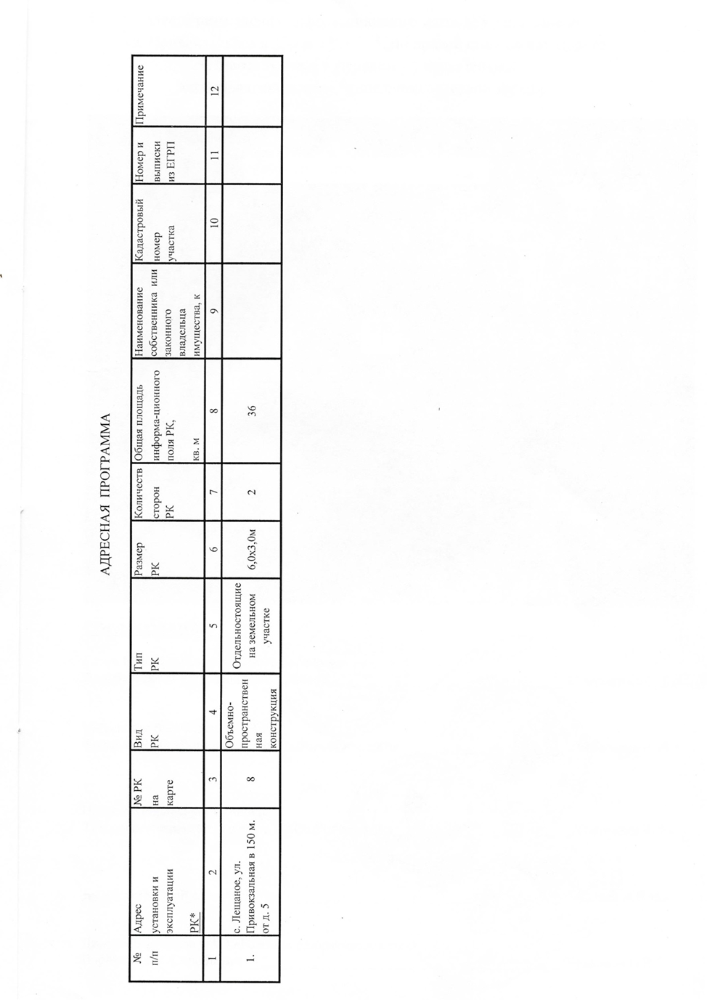 АДРЕСНАЯ ПРОГРАММА
№
п/п
Адрес
установки и
эксплуатации
РК*
№ РК
на
карте
Вид
РК
Тип
РК
Размер
РК
Количеств
сторон
РК
Общая площадь
информа-ционного
поля РК,
кв. м
Наименование
собственника или
законного
владельца
имущества, к
Кадастровый
номер
участка
Номер и
выписки
из ЕГРП
Примечание
1
2
3
4
5
6
7
8
9
10
11
12
1.
с. Лещаное, ул.
Привокзальная в 150 м.
от д. 5
8
Объемно-
пространствен
ная
конструкция
Отдельностоящие
на земельном
участке
6,0х3,0м
2
36